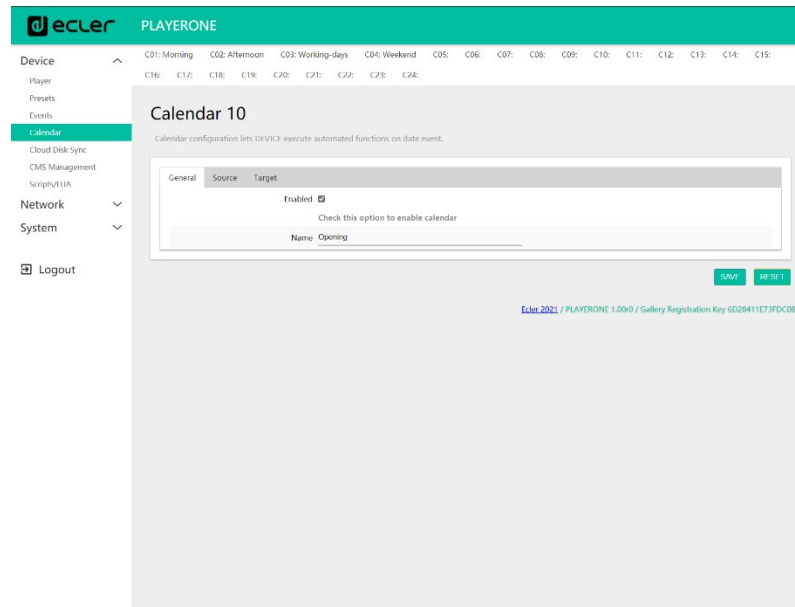 ecler
PLAYERONE
Device
Player
Presets
Events
Calendar
Cloud Disk Sync
CMS Management
Scripts/LUA
Network
System
Logout
C01: Morning C02: Afternoon C03: Working-days C04: Weekend C05: C06: C07: C08: C09: C10: C11: C12: C13: C14: C15:
C16: C17: C18: C19: C20: C21: C22: C23: C24:
Calendar 10
Calendar configuration lets DEVICE execute automated functions on date event.
General Source Target
Enabled
Check this option to enable calendar
Name Opening
SAVE RESET
Ecler 2021 / PLAYERONE 1.00r0 / Gallery Registration Key 6D28411E73FDC0B